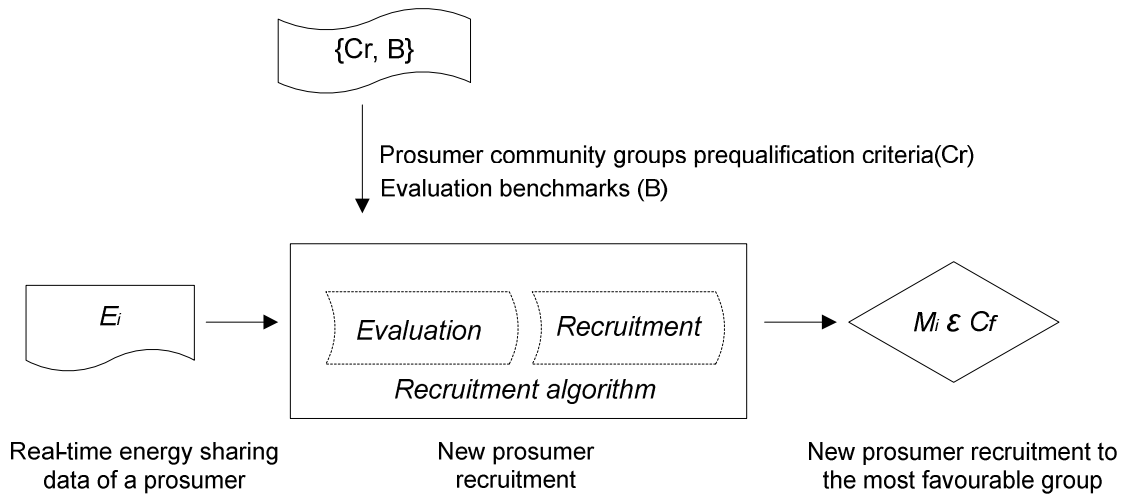 {Cr, B}
Prosumer community groups prequalification criteria(Cr)
Evaluation benchmarks (B)
Ei
Evaluation
Recruitment
Recruitment algorithm
Mi ε Cf
Real-time energy sharing
data of a prosumer
New prosumer
recruitment
New prosumer recruitment to
the most favourable group